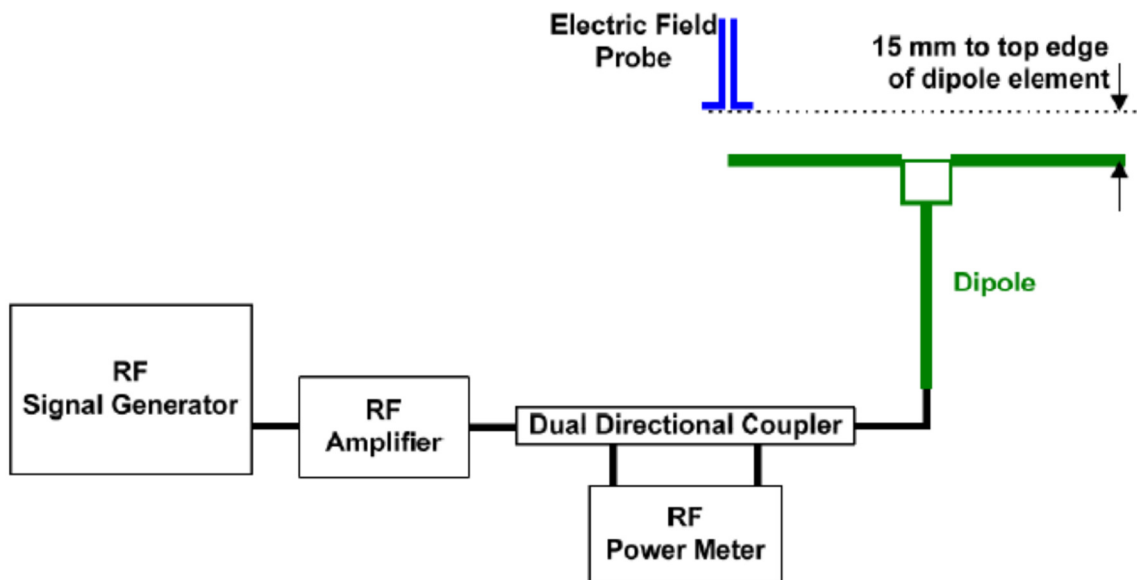 Electric Field
Probe
15 mm to top edge
of dipole element
Dipole
RF
Signal Generator
RF
Amplifier
Dual Directional Coupler
RF
Power Meter